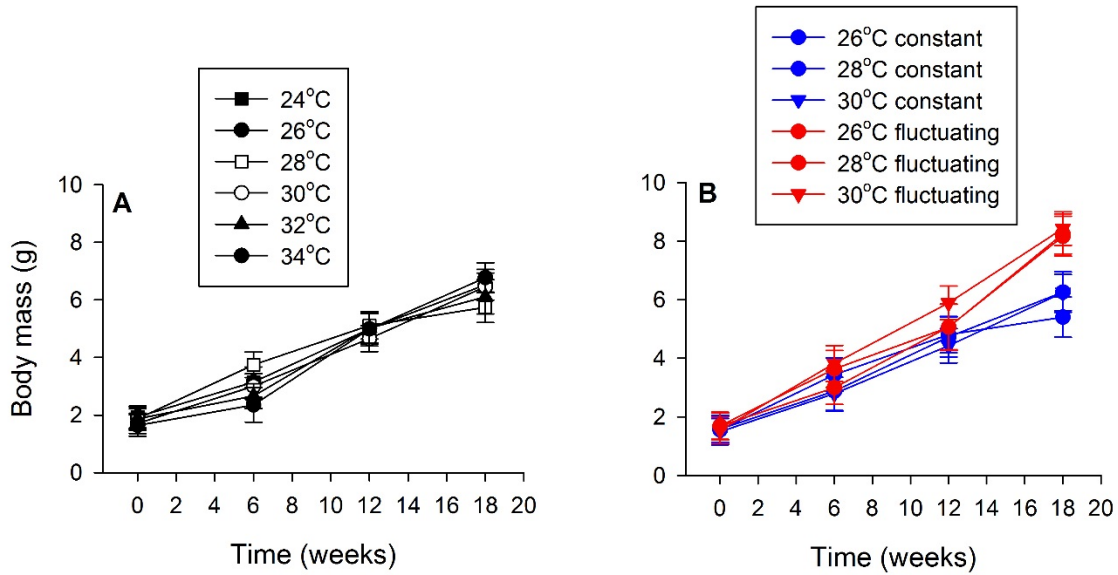 24°C
26°C
28°C
30°C
32°C
34°C
A
10
8
6
4
2
0
Body mass (g)
0 2 4 6 8 10 12 14 16 18 20
Time (weeks)
26°C constant
28°C constant
30°C constant
26°C fluctuating
28°C fluctuating
30°C fluctuating
B
10
8
6
4
2
0
0 2 4 6 8 10 12 14 16 18 20
Time (weeks)